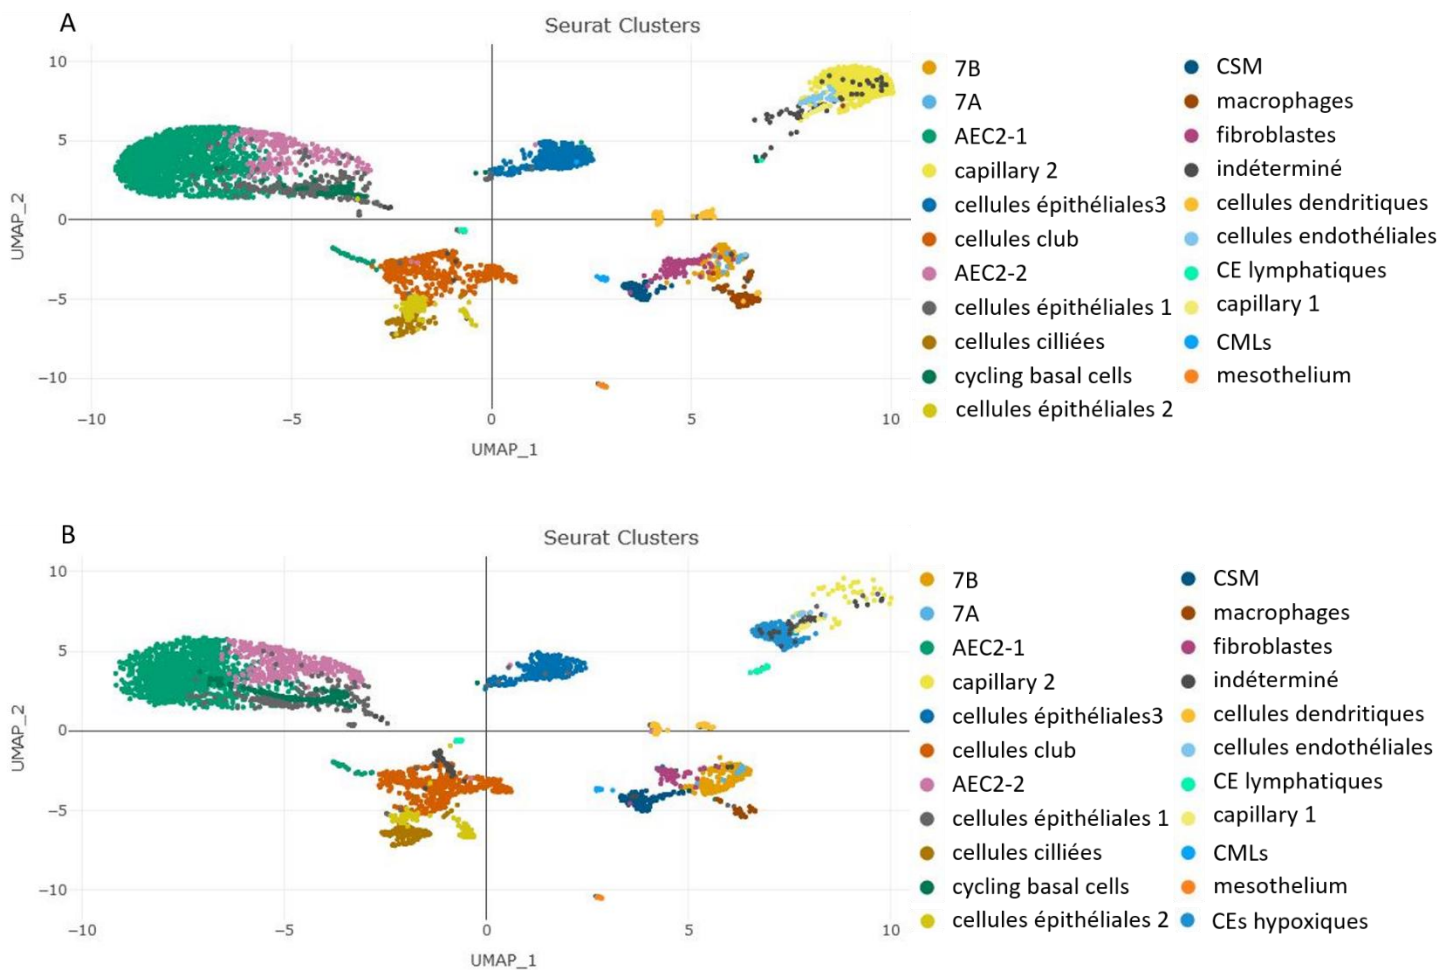 A
Seurat Clusters
10
5
0
−5
−10
UMAP_2
−10
−5
0
5
10
UMAP_1
7B
7A
AEC2-1
capillary 2
cellules épithéliales3
cellules club
AEC2-2
cellules épithéliales 1
cellules cilliées
cycling basal cells
cellules épithéliales 2
CSM
macrophages
fibroblastes
indéterminé
cellules dendritiques
cellules endothéliales
CE lymphatiques
capillary 1
CMLs
mesothelium
B
Seurat Clusters
10
5
0
−5
−10
UMAP_2
−10
−5
0
5
10
UMAP_1
7B
7A
AEC2-1
capillary 2
cellules épithéliales3
cellules club
AEC2-2
cellules épithéliales 1
cellules cilliées
cycling basal cells
cellules épithéliales 2
CSM
macrophages
fibroblastes
indéterminé
cellules dendritiques
cellules endothéliales
CE lymphatiques
capillary 1
CMLs
mesothelium
CEs hypoxiques